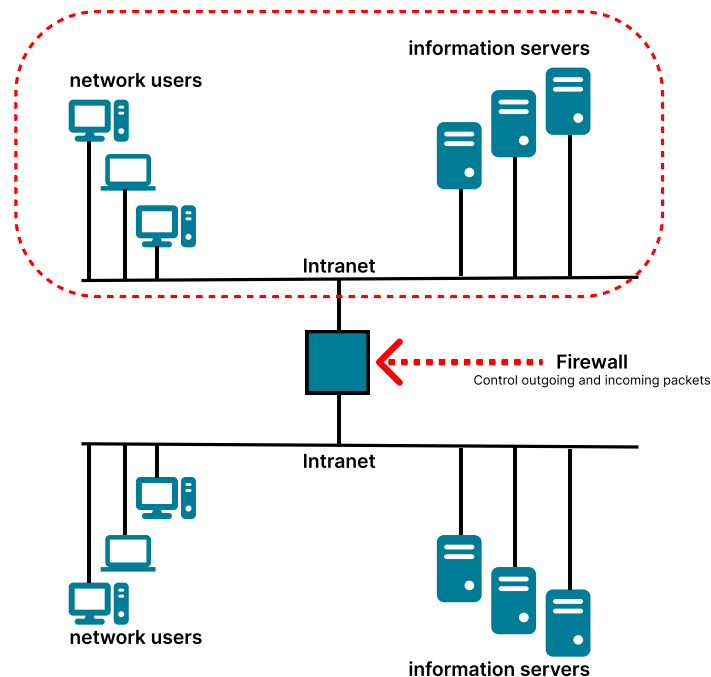 information servers
network users
Intranet
Firewall
Control outgoing and incoming packets
Intranet
network users
information servers